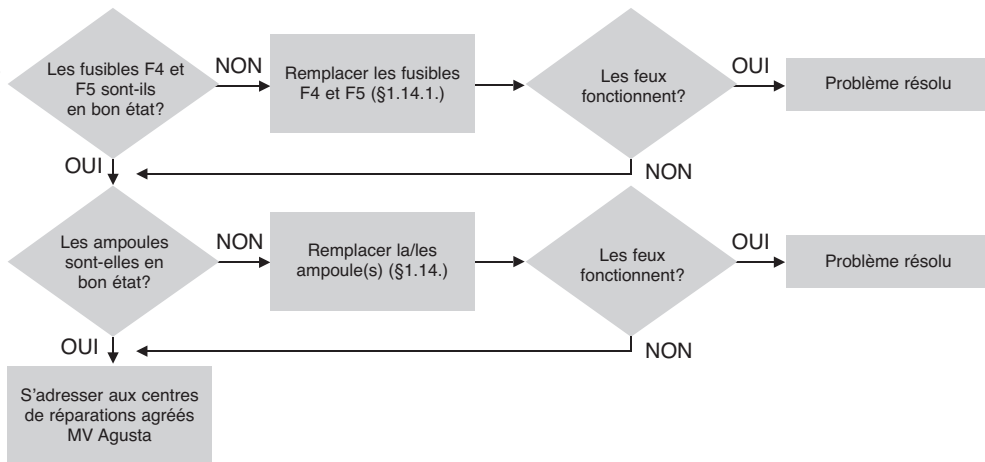 Les fusibles F4 et
F5 sont-ils
en bon état?
NON
Remplacer les fusibles
F4 et F5 (§1.14.1.)
Les feux
fonctionnent?
OUI
Problème résolu
OUI
NON
Les ampoules
sont-elles en
bon état?
NON
Remplacer la/les
ampoule(s) (§1.14.)
Les feux
fonctionnent?
OUI
Problème résolu
OUI
NON
S'adresser aux centres
de réparations agréés
MV Agusta